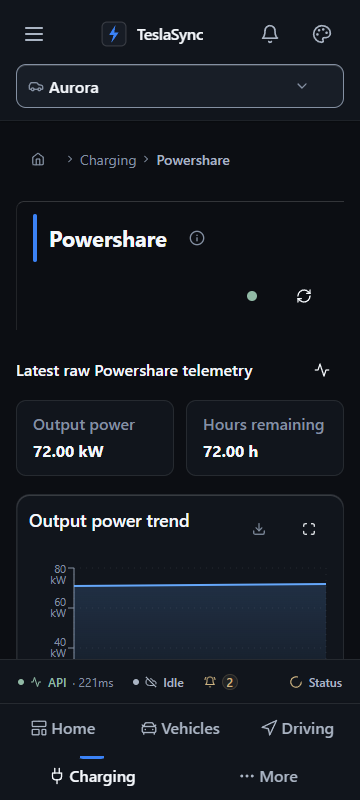 TeslaSync
Aurora
Charging Powershare
Powershare
Latest raw Powershare telemetry
Output power
72.00 kW
Hours remaining
72.00 h
Output power trend
80
kW
60
kW
40
kW
API · 221ms Idle 2 Status
Home Vehicles Driving
Charging More